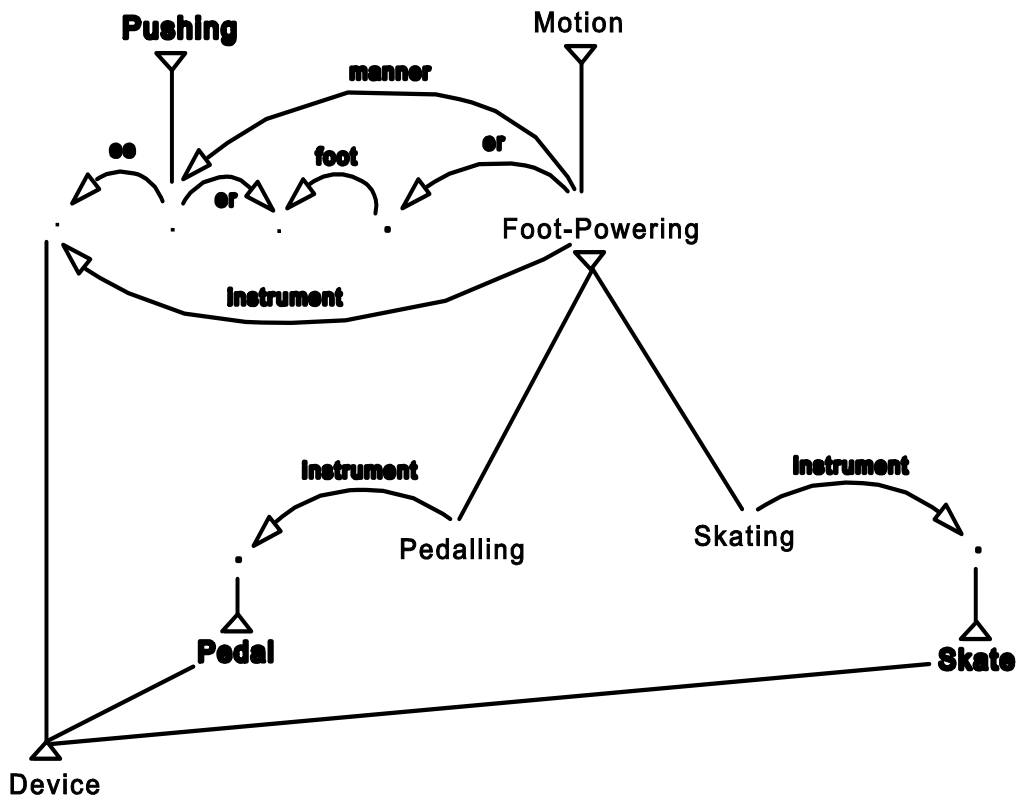 Pushing
Motion
manner
ee
er
foot
er
Foot-Powering
instrument
instrument
instrument
Pedalling
Skating
Pedal
Skate
Device